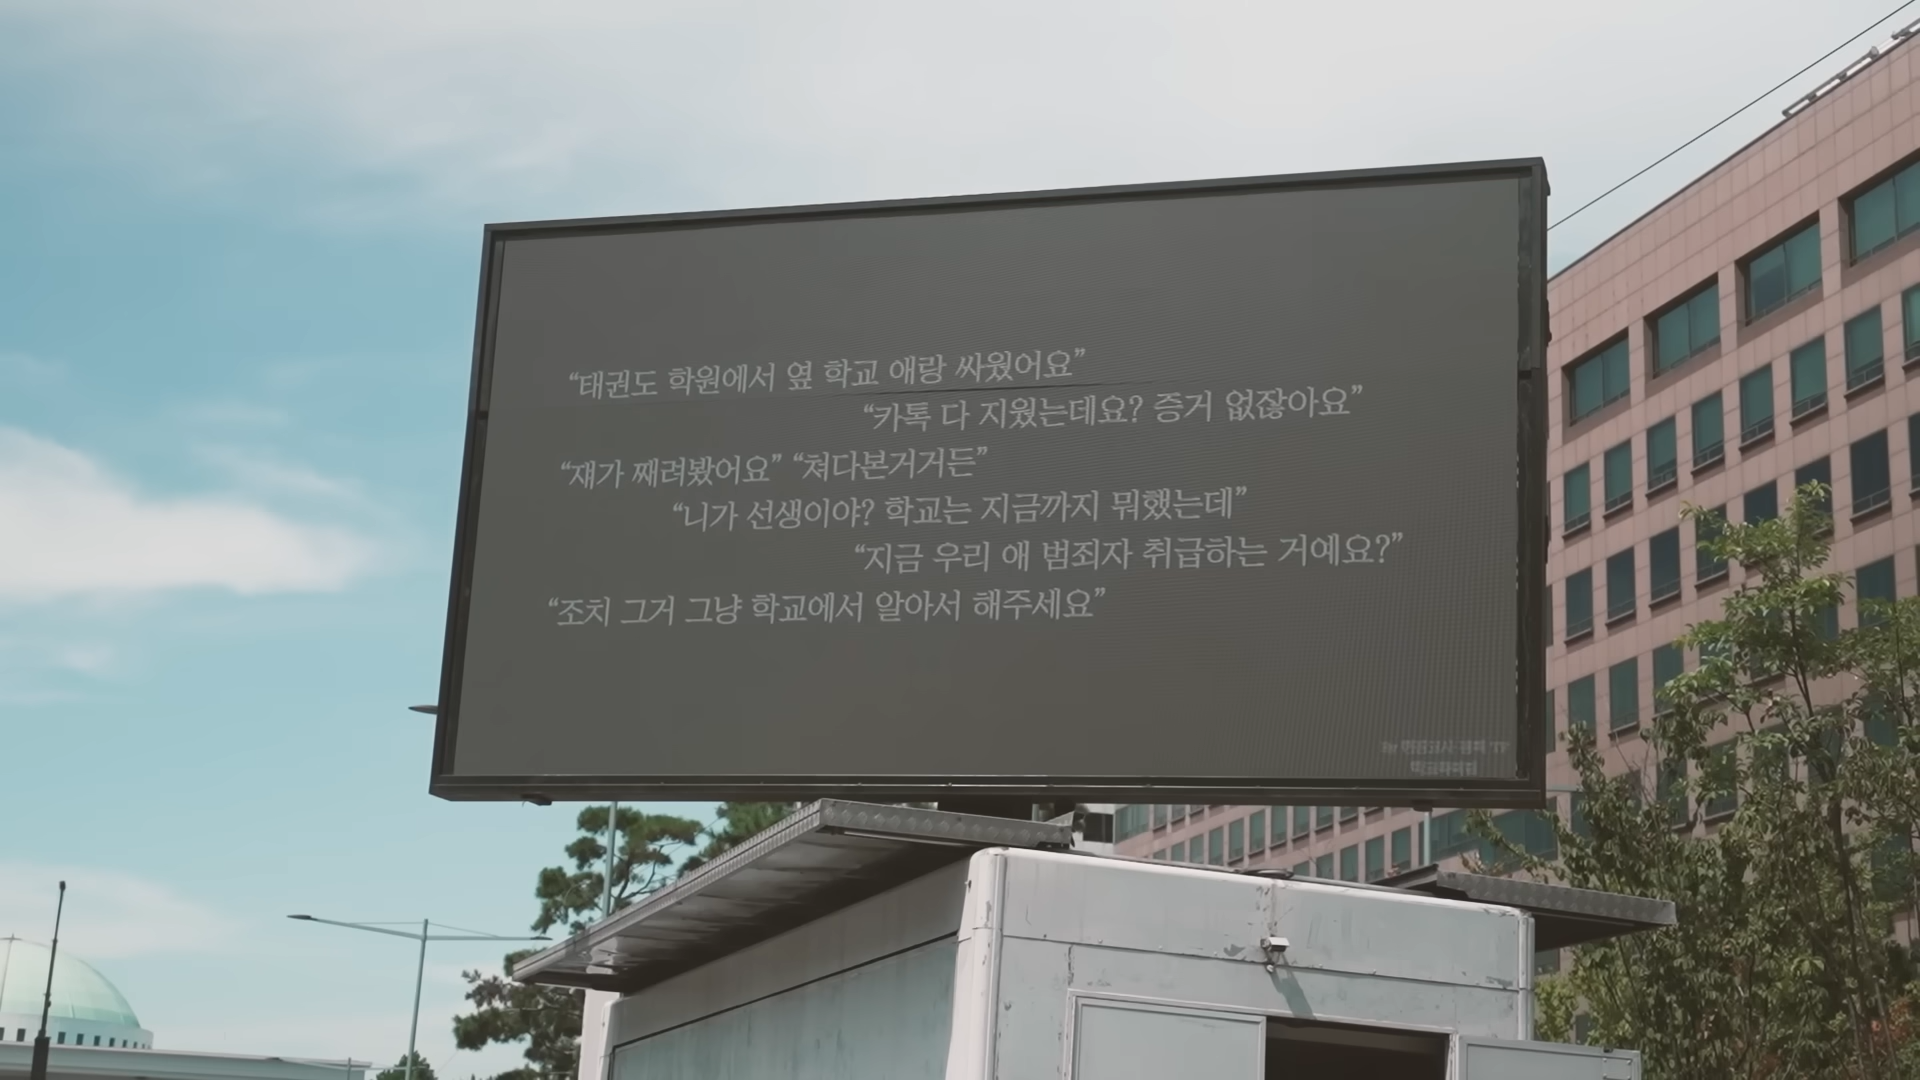 “태권도 학원에서 옆 학교 애랑 싸웠어요”
“카톡 다 지웠는데요? 증거 없잖아요”
“쟤가 째려봤어요” “쳐다본거거든”
“니가 선생이야? 학교는 지금까지 뭐했는데”
“지금 우리 애 범죄자 취급하는 거예요?”
“조치 그거 그냥 학교에서 알아서 해주세요”